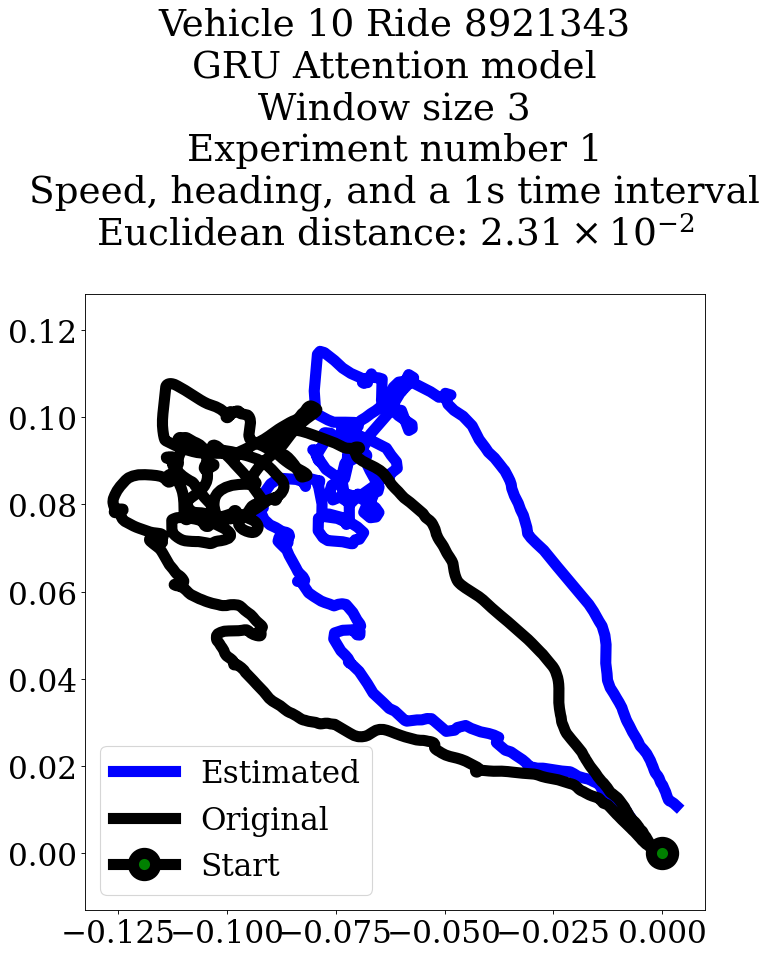 Vehicle 10 Ride 8921343
GRU Attention model
Window size 3
Experiment number 1
Speed, heading, and a 1s time interval
Euclidean distance: 2.31 × 10⁻²
0.12
0.10
0.08
0.06
0.04
0.02
0.00
Estimated
Original
Start
−0.125 −0.100 −0.075 −0.050 −0.025 0.000